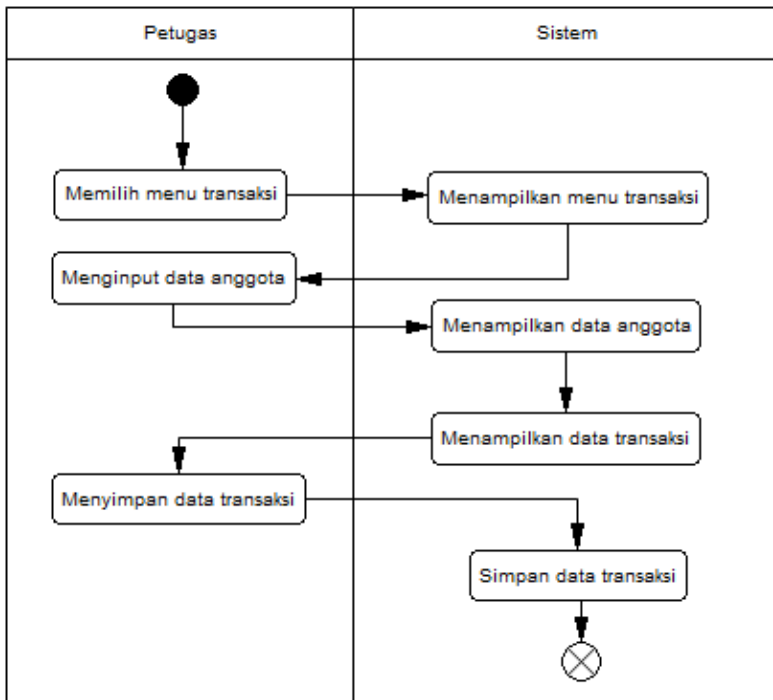 Petugas
Sistem
Memilih menu transaksi
Menampilkan menu transaksi
Menginput data anggota
Menampilkan data anggota
Menampilkan data transaksi
Menyimpan data transaksi
Simpan data transaksi